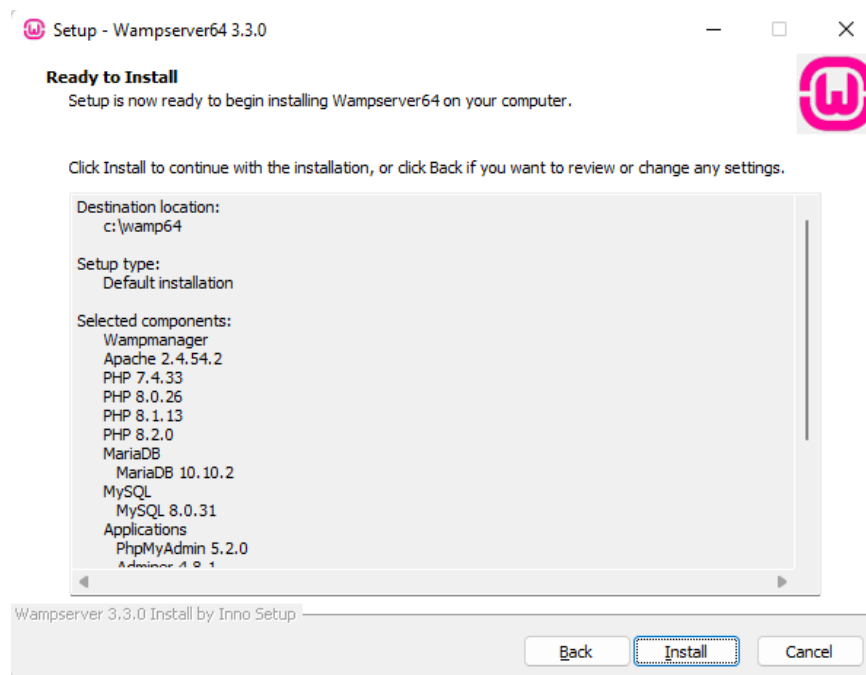 Setup - Wampserver64 3.3.0
Ready to Install
Setup is now ready to begin installing Wampserver64 on your computer.
Click Install to continue with the installation, or click Back if you want to review or change any settings.
Destination location:
c:\wamp64
Setup type:
Default installation
Selected components:
Wampmanager
Apache 2.4.54.2
PHP 7.4.33
PHP 8.0.26
PHP 8.1.13
PHP 8.2.0
MariaDB
MariaDB 10.10.2
MySQL
MySQL 8.0.31
Applications
PhpMyAdmin 5.2.0
Adminer 4.8.1
Wampserver 3.3.0 Install by Inno Setup
Back
Install
Cancel